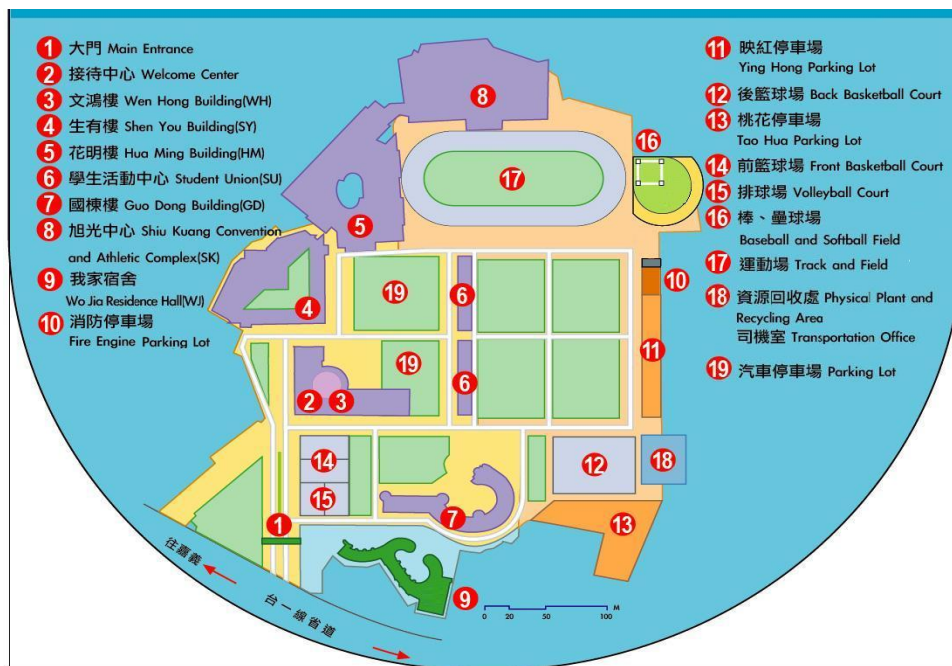 1 大門 Main Entrance
2 接待中心 Welcome Center
3 文鴻樓 Wen Hong Building(WH)
4 生有樓 Shen You Building(SY)
5 花明樓 Hua Ming Building(HM)
6 學生活動中心 Student Union(SU)
7 國棟樓 Guo Dong Building(GD)
8 旭光中心 Shiu Kuang Convention
and Athletic Complex(SK)
9 我家宿舍
Wo Jia Residence Hall(WJ)
10 消防停車場
Fire Engine Parking Lot
11 映紅停車場
Ying Hong Parking Lot
12 後籃球場 Back Basketball Court
13 桃花停車場
Tao Hua Parking Lot
14 前籃球場 Front Basketball Court
15 排球場 Volleyball Court
16 棒、壘球場
Baseball and Softball Field
17 運動場 Track and Field
18 資源回收處 Physical Plant and
Recycling Area
司機室 Transportation Office
19 汽車停車場 Parking Lot
8
16
17
5
10
4
19
6
11
19
6
2 3
14
12
18
15
7
1
13
9
往嘉義
台一線省道
0 20 50 100 M